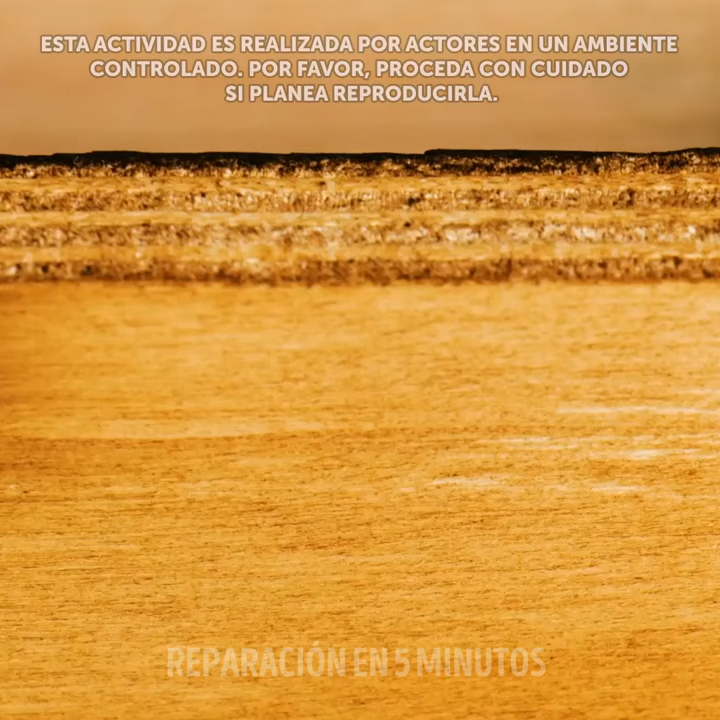 ESTA ACTIVIDAD ES REALIZADA POR ACTORES EN UN AMBIENTE
CONTROLADO. POR FAVOR, PROCEDA CON CUIDADO
SI PLANEA REPRODUCIRLA.
REPARACIÓN EN 5 MINUTOS